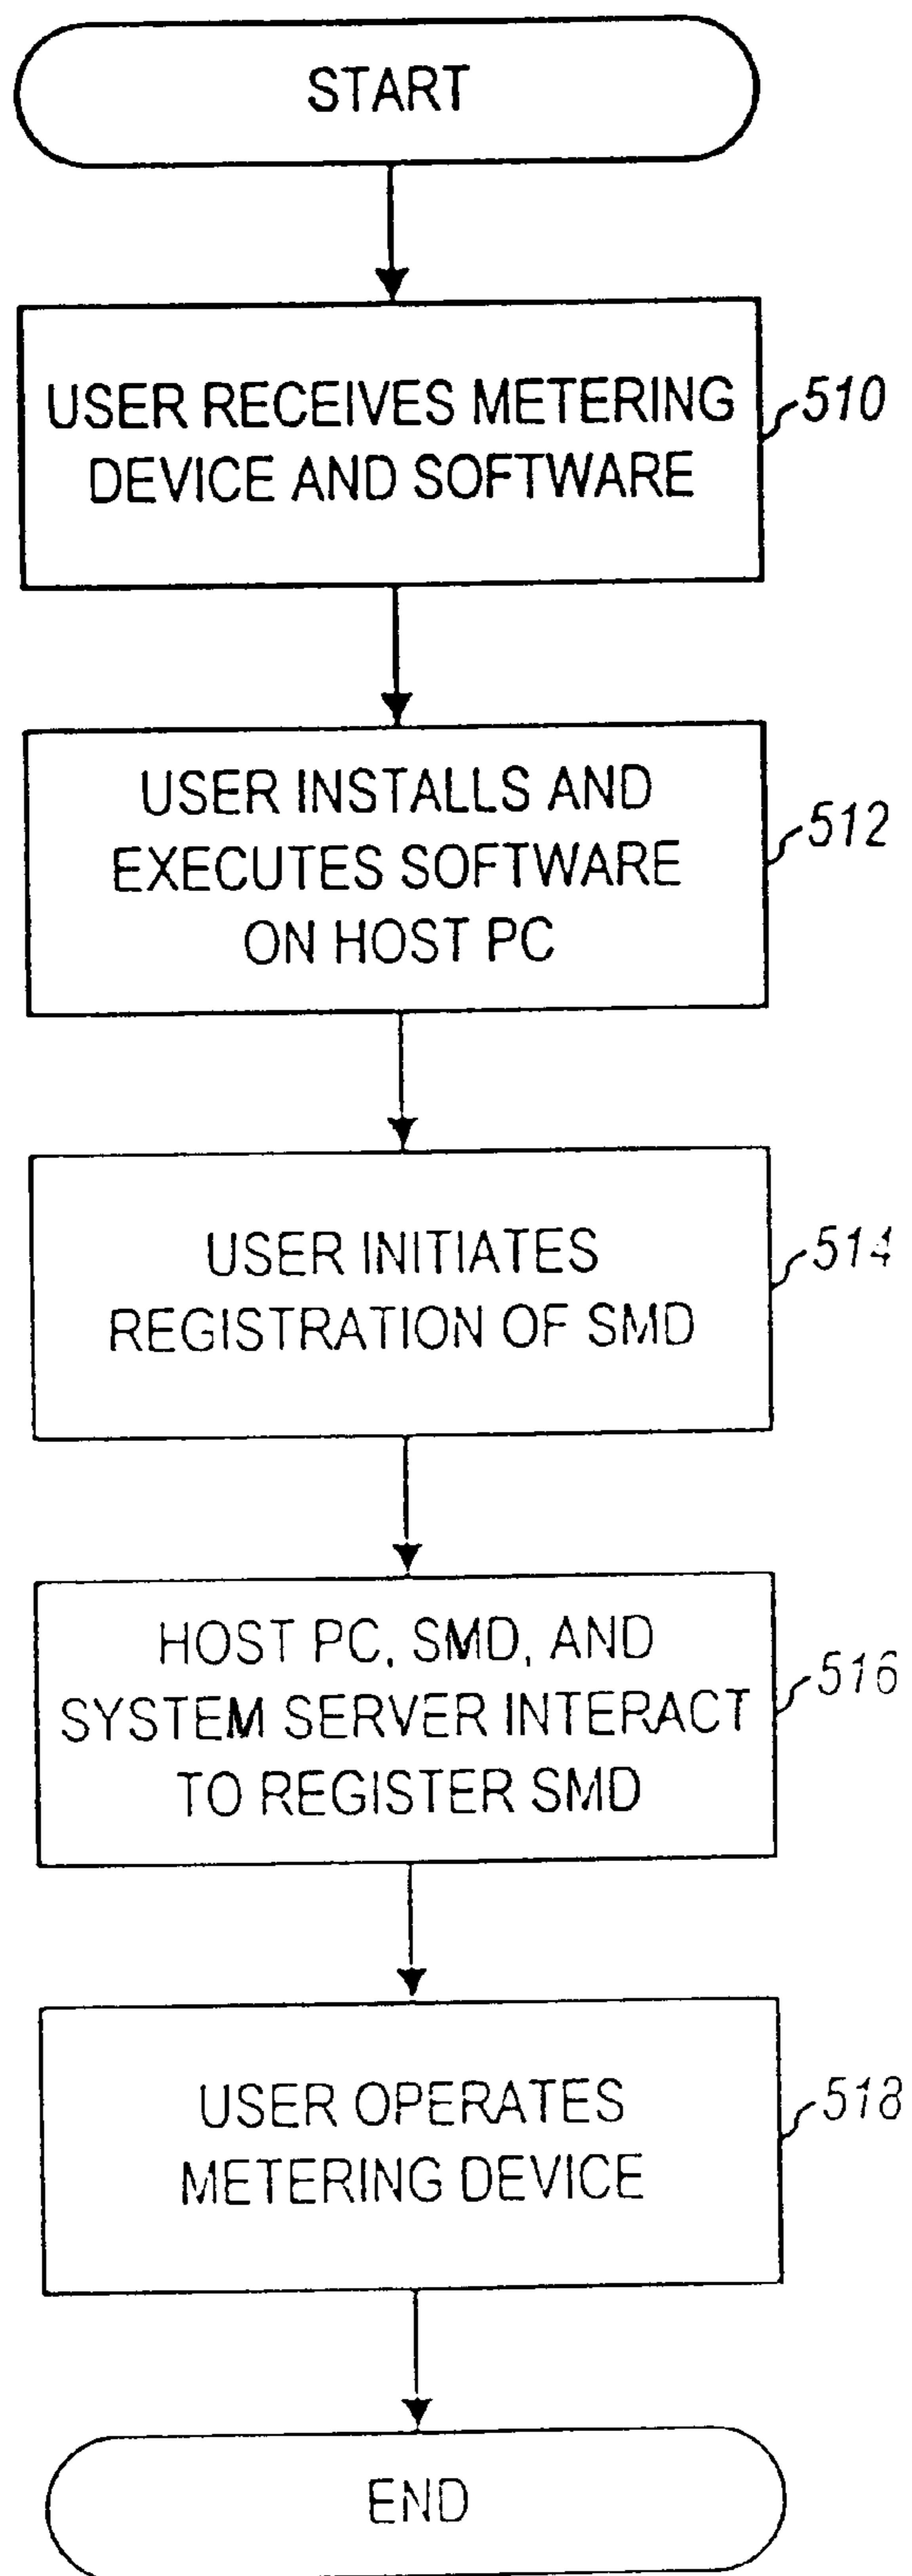 START
USER RECEIVES METERING
DEVICE AND SOFTWARE
510
USER INSTALLS AND
EXECUTES SOFTWARE
ON HOST PC
512
USER INITIATES
REGISTRATION OF SMD
514
HOST PC, SMD, AND
SYSTEM SERVER INTERACT
TO REGISTER SMD
516
USER OPERATES
METERING DEVICE
518
END